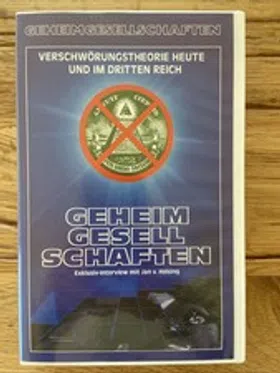 GEHEIMGESELLSCHAFTEN
VERSCHWÖRUNGSTHEORIE HEUTE
UND IM DRITTEN REICH
GEHEIM
GESELL
SCHAFTEN
Exklusiv-Interview mit Jan v. Helsing